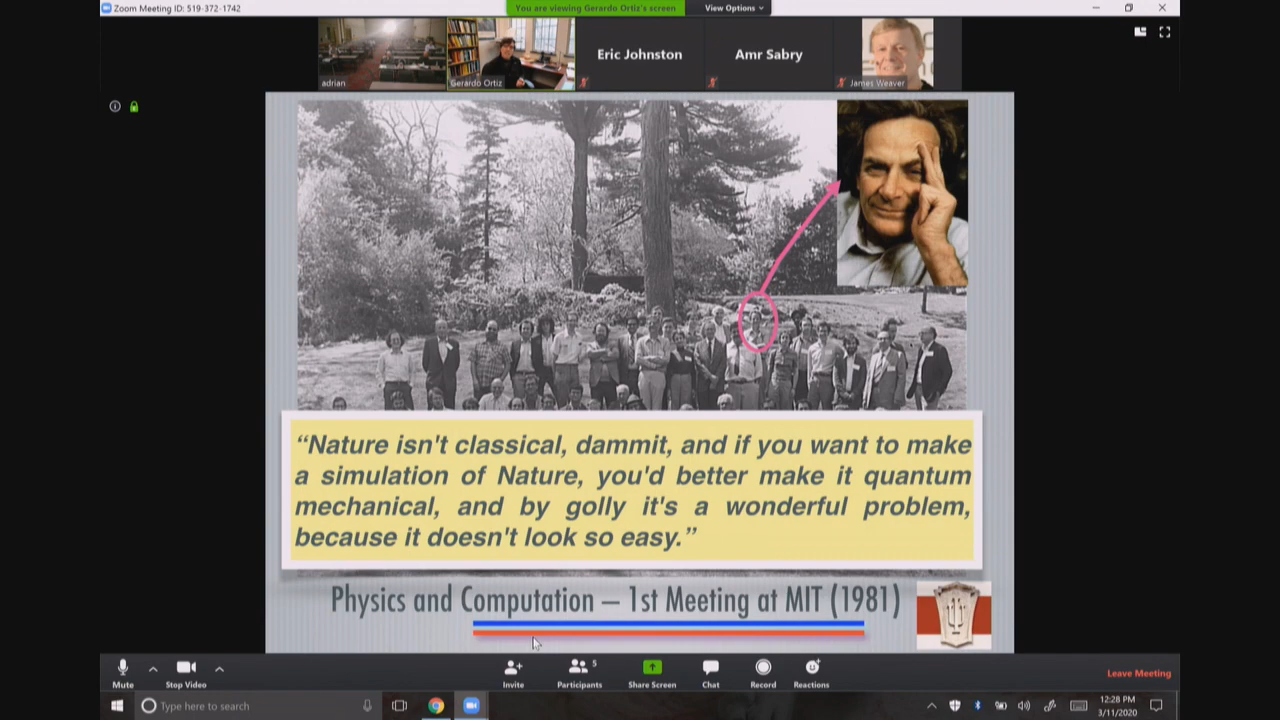 Zoom Meeting ID: 519-372-1742
You are viewing Gerardo Ortiz's screen
View Options
adrian
Gerardo Ortiz
Eric Johnston
Amr Sabry
James Weaver
“Nature isn't classical, dammit, and if you want to make
a simulation of Nature, you'd better make it quantum
mechanical, and by golly it's a wonderful problem,
because it doesn't look so easy.”
Physics and Computation – 1st Meeting at MIT (1981)
Mute
Stop Video
Invite
5
Participants
Share Screen
Chat
Record
Reactions
Leave Meeting
Type here to search
12:28 PM
3/11/2020